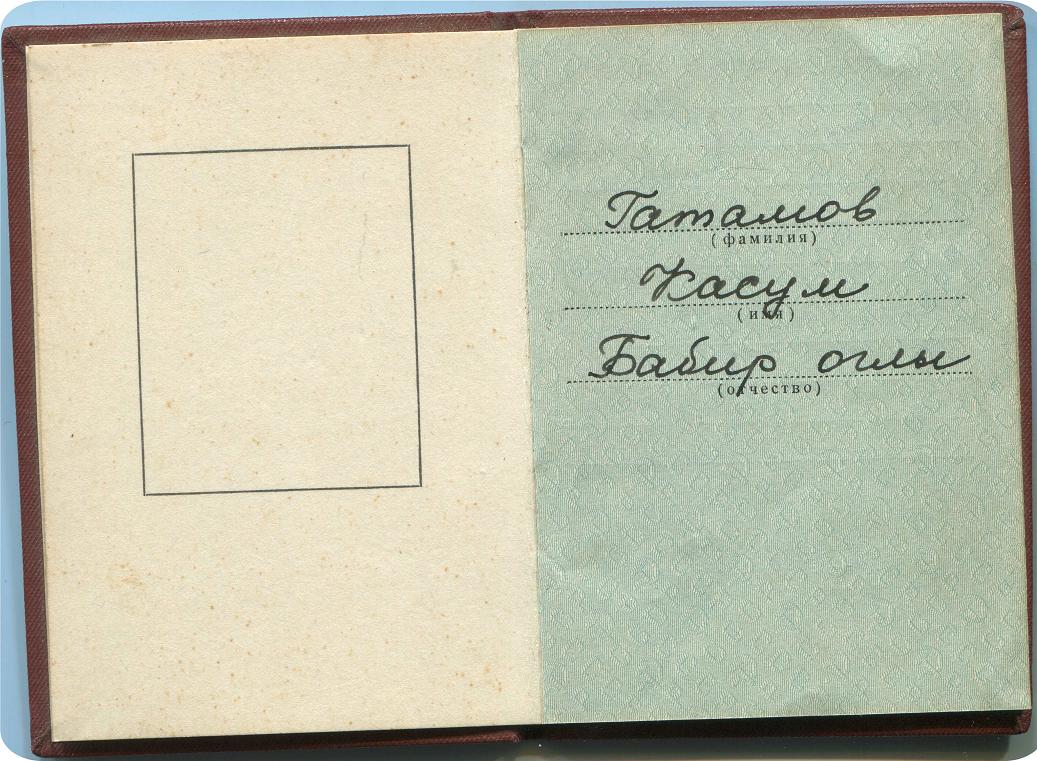 Гатамов
(фамилия)
Касум
(имя)
Бабир оглы
(отчество)